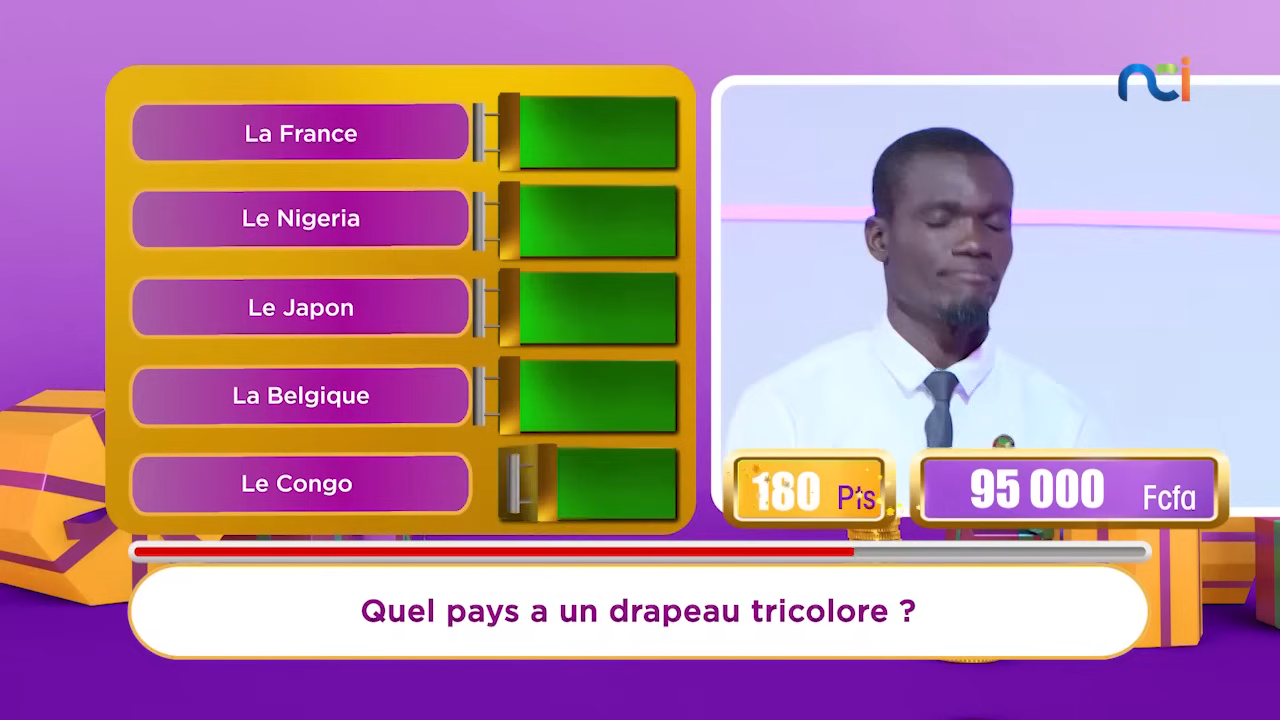 nci
La France
Le Nigeria
Le Japon
La Belgique
Le Congo
180 Pts
95 000 Fcfa
Quel pays a un drapeau tricolore ?